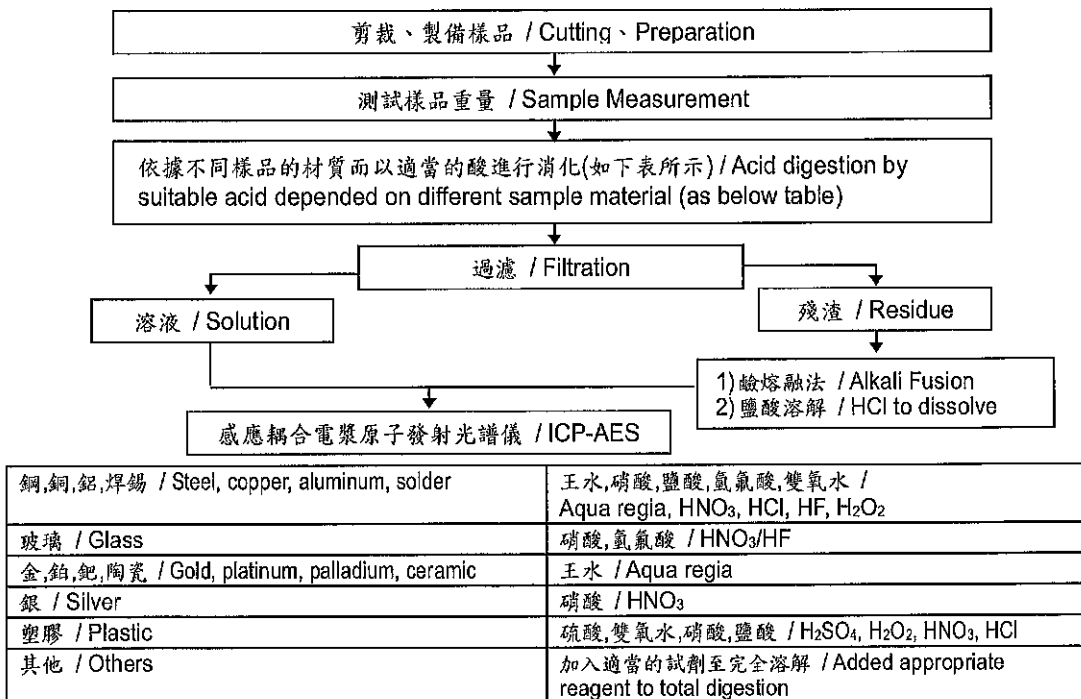 剪裁、製備樣品 / Cutting、Preparation
測試樣品重量 / Sample Measurement
依據不同樣品的材質而以適當的酸進行消化(如下表所示) / Acid digestion by
suitable acid depended on different sample material (as below table)
過濾 / Filtration
溶液 / Solution
殘渣 / Residue
1)鹼熔融法 / Alkali Fusion
2)鹽酸溶解 / HCl to dissolve
感應耦合電漿原子發射光譜儀 / ICP-AES
鋼,銅,鋁,焊錫 / Steel, copper, aluminum, solder
王水,硝酸,鹽酸,氫氟酸,雙氧水 /
Aqua regia, HNO₃, HCl, HF, H₂O₂
玻璃 / Glass
硝酸,氫氟酸 / HNO₃/HF
金,鉑,鈀,陶瓷 / Gold, platinum, palladium, ceramic
王水 / Aqua regia
銀 / Silver
硝酸 / HNO₃
塑膠 / Plastic
硫酸,雙氧水,硝酸,鹽酸 / H₂SO₄, H₂O₂, HNO₃, HCl
其他 / Others
加入適當的試劑至完全溶解 / Added appropriate
reagent to total digestion